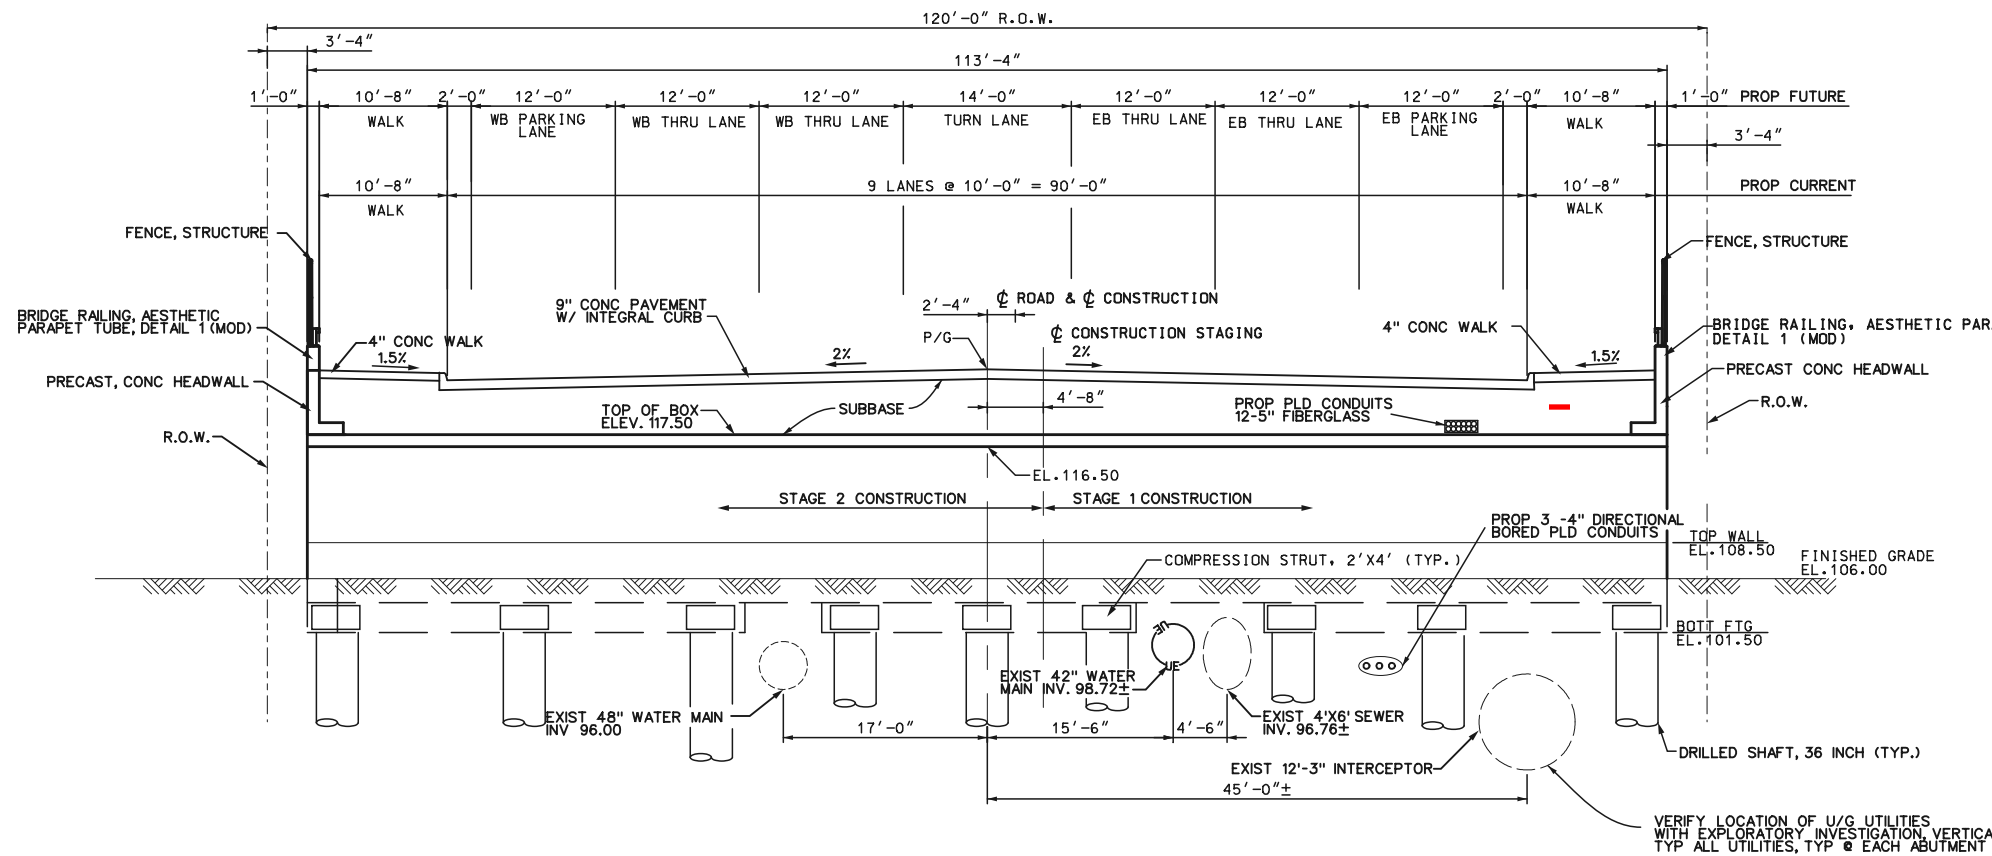 120'-0" R.O.W.
3'-4"
113'-4"
1'-0" 10'-8" 2'-0" 12'-0" 12'-0" 12'-0" 14'-0" 12'-0" 12'-0" 12'-0" 2'-0" 10'-8" 1'-0" PROP FUTURE
WALK
WB PARKING
LANE
WB THRU LANE
WB THRU LANE
TURN LANE
EB THRU LANE
EB THRU LANE
EB PARKING
LANE
WALK
3'-4"
10'-8" 9 LANES @ 10'-0" = 90'-0" 10'-8" PROP CURRENT
WALK
WALK
FENCE, STRUCTURE
FENCE, STRUCTURE
BRIDGE RAILING, AESTHETIC
PARAPET TUBE, DETAIL 1 (MOD)
4" CONC WALK
1.5%
9" CONC PAVEMENT
W/ INTEGRAL CURB
2%
2'-4"
℄ ROAD & ℄ CONSTRUCTION
P/G
℄ CONSTRUCTION STAGING
2%
4" CONC WALK
1.5%
BRIDGE RAILING, AESTHETIC PAR
DETAIL 1 (MOD)
PRECAST, CONC HEADWALL
PRECAST CONC HEADWALL
TOP OF BOX
ELEV. 117.50
SUBBASE
4'-8"
PROP PLD CONDUITS
12-5" FIBERGLASS
R.O.W.
R.O.W.
EL.116.50
STAGE 2 CONSTRUCTION
STAGE 1 CONSTRUCTION
PROP 3 -4" DIRECTIONAL
BORED PLD CONDUITS
TOP WALL
EL.108.50
COMPRESSION STRUT, 2'X4' (TYP.)
FINISHED GRADE
EL.106.00
BOTT FTG
EL.101.50
UE
UE
EXIST 42" WATER
MAIN INV. 98.72±
EXIST 48" WATER MAIN
INV 96.00
EXIST 4'X6' SEWER
INV. 96.76±
17'-0" 15'-6" 4'-6"
DRILLED SHAFT, 36 INCH (TYP.)
EXIST 12'-3" INTERCEPTOR
45'-0"±
VERIFY LOCATION OF U/G UTILITIES
WITH EXPLORATORY INVESTIGATION, VERTICA
TYP ALL UTILITIES, TYP @ EACH ABUTMENT